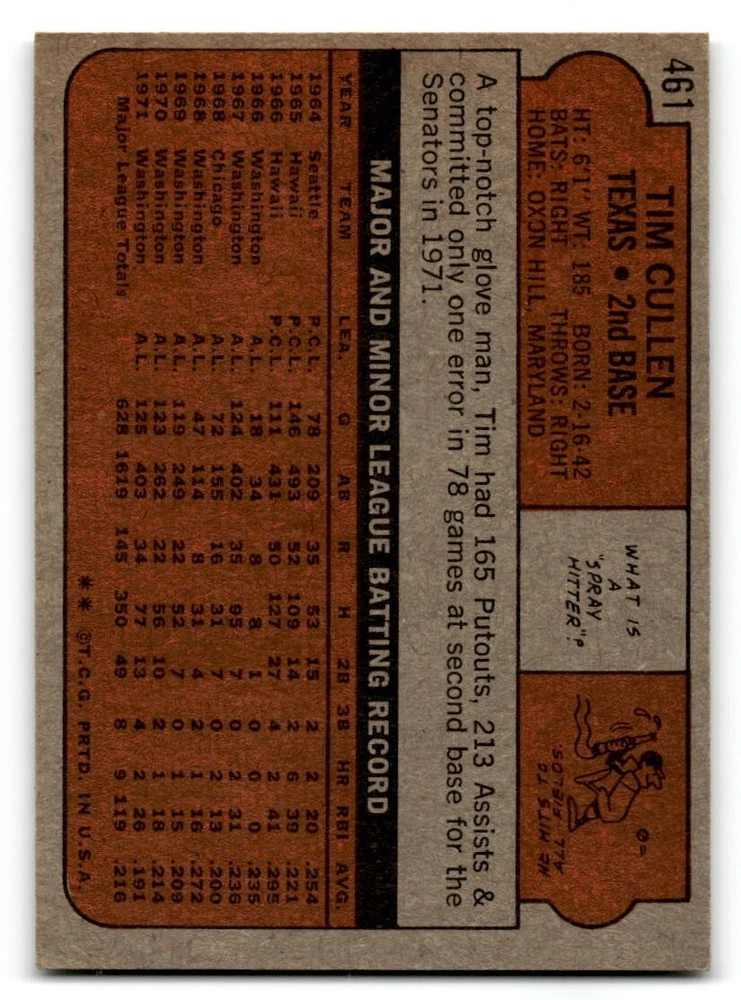 461
TIM CULLEN
TEXAS • 2nd BASE
HT: 6'1" WT: 185 BORN: 2-16-42
BATS: RIGHT THROWS: RIGHT
HOME: OXON HILL, MARYLAND
WHAT IS
A
"SPRAY
HITTER"?
HE HITS TO
ALL FIELDS
A top-notch glove man, Tim had 165 Putouts, 213 Assists &
committed only one error in 78 games at second base for the
Senators in 1971.
MAJOR AND MINOR LEAGUE BATTING RECORD
YEAR TEAM LEA. G AB R H 2B 3B HR RBI AVG.
1964 Seattle P.C.L. 78 209 35 53 15 2 2 20 .254
1965 Hawaii P.C.L. 146 493 52 109 14 2 6 39 .221
1966 Hawaii P.C.L. 111 431 50 127 27 4 2 41 .295
1966 Washington A.L. 18 34 8 8 1 0 0 0 .235
1967 Washington A.L. 124 402 35 95 7 0 2 31 .236
1968 Chicago A.L. 72 155 16 31 7 0 2 13 .200
1968 Washington A.L. 47 114 8 31 4 2 1 16 .272
1969 Washington A.L. 119 249 22 52 7 0 1 15 .209
1970 Washington A.L. 123 262 22 56 10 2 1 18 .214
1971 Washington A.L. 125 403 34 77 13 4 2 26 .191
Major League Totals 628 1619 145 350 49 8 9 119 .216
** ©T.C.G. PRTD. IN U.S.A.